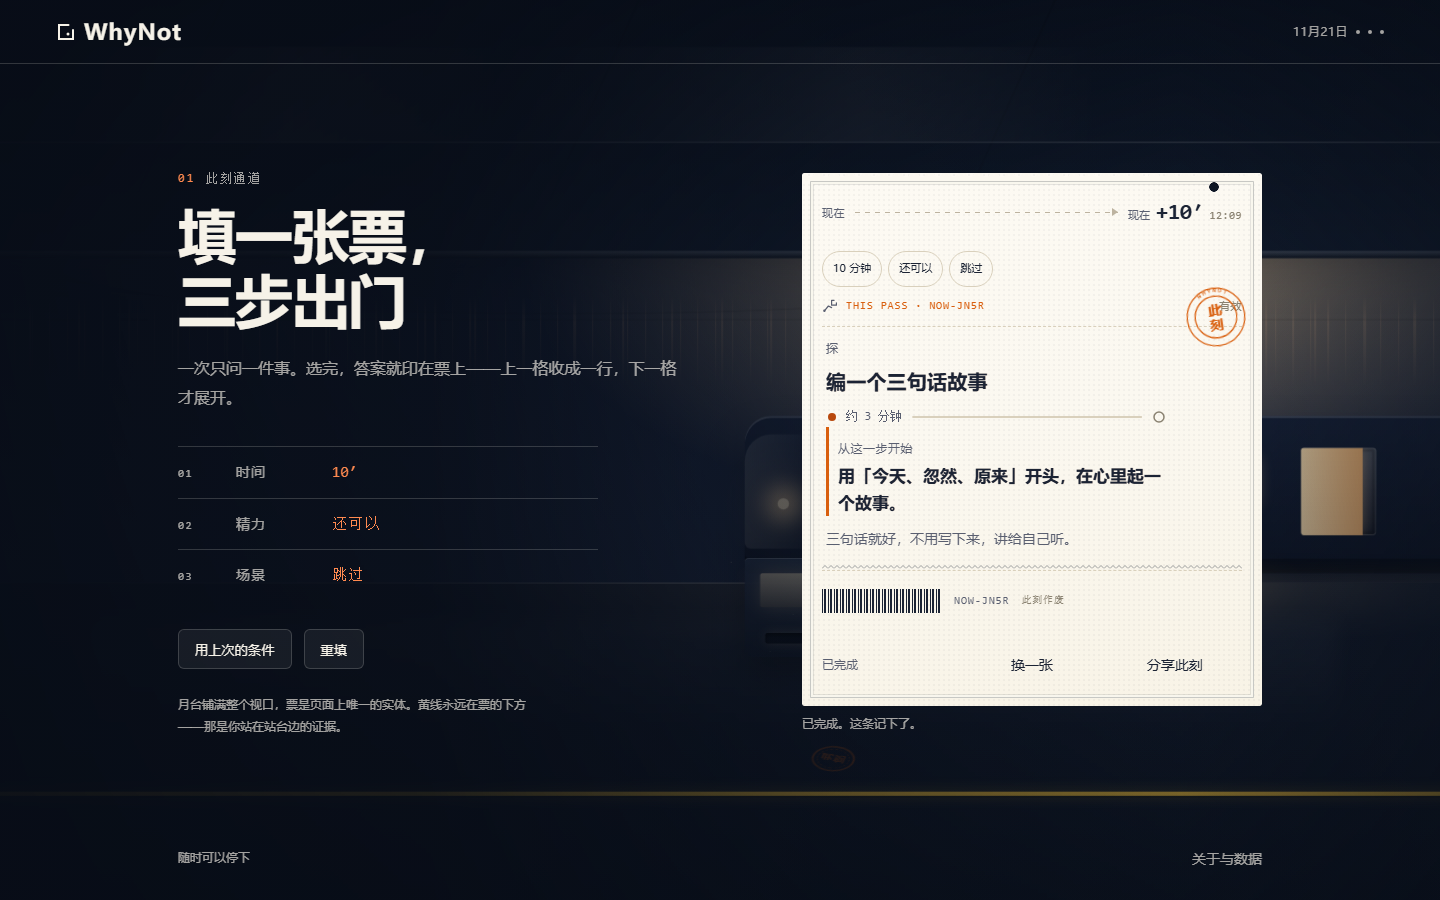 WhyNot
11月21日
01 此刻通道
填一张票，
三步出门
一次只问一件事。选完，答案就印在票上——上一格收成一行，下一格
才展开。
01 时间 10′
02 精力 还可以
03 场景 跳过
用上次的条件 重填
月台铺满整个视口，票是页面上唯一的实体。黄线永远在票的下方
——那是你站在站台边的证据。
现在 现在 +10′ 12:09
10 分钟 还可以 跳过
THIS PASS · NOW-JN5R 有效
此
刻
探
编一个三句话故事
约 3 分钟
从这一步开始
用「今天、忽然、原来」开头，在心里起一
个故事。
三句话就好，不用写下来，讲给自己听。
NOW-JN5R 此刻作废
已完成 换一张 分享此刻
已完成。这条记下了。
随时可以停下 关于与数据